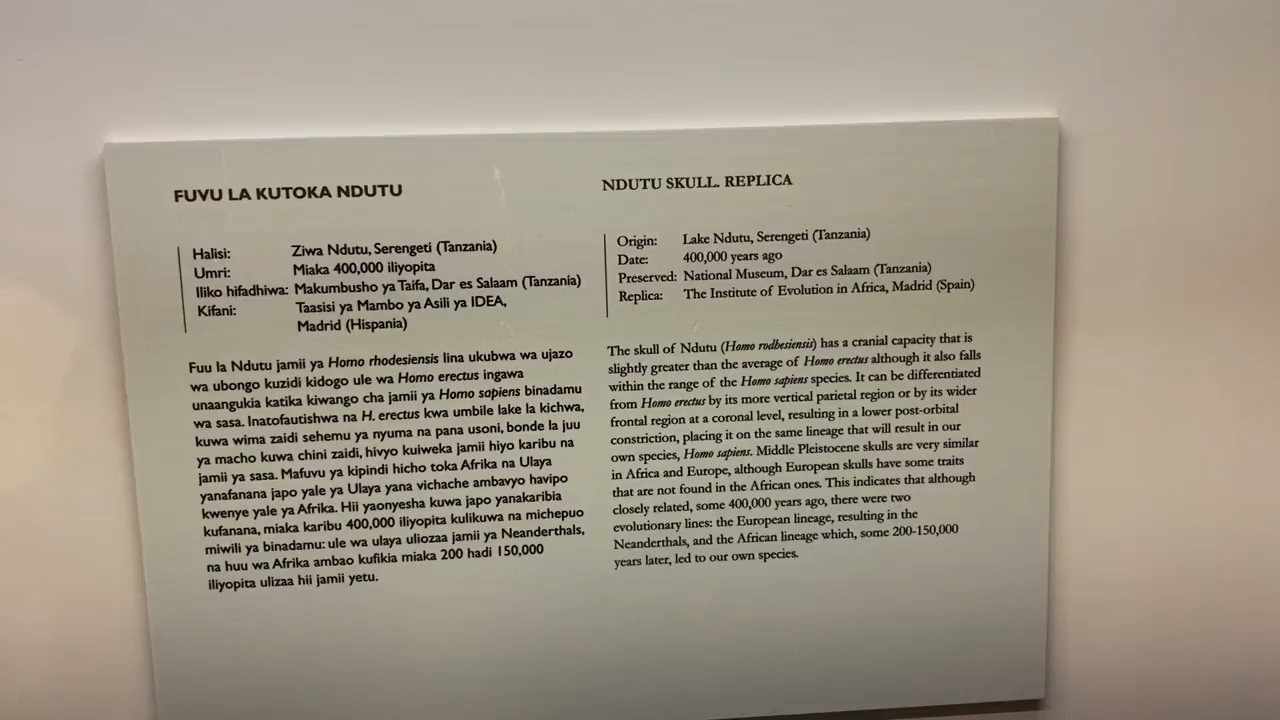 FUVU LA KUTOKA NDUTU
Halisi: Ziwa Ndutu, Serengeti (Tanzania)
Umri: Miaka 400,000 iliyopita
Iliko hifadhiwa: Makumbusho ya Taifa, Dar es Salaam (Tanzania)
Kifani: Taasisi ya Mambo ya Asili ya IDEA,
Madrid (Hispania)
Fuu la Ndutu jamii ya Homo rhodesiensis lina ukubwa wa ujazo
wa ubongo kuzidi kidogo ule wa Homo erectus ingawa
unaangukia katika kiwango cha jamii ya Homo sapiens binadamu
wa sasa. Inatofautishwa na H. erectus kwa umbile lake la kichwa,
kuwa wima zaidi sehemu ya nyuma na pana usoni, bonde la juu
ya macho kuwa chini zaidi, hivyo kuiweka jamii hiyo karibu na
jamii ya sasa. Mafuvu ya kipindi hicho toka Afrika na Ulaya
yanafanana japo yale ya Ulaya yana vichache ambavyo havipo
kwenye yale ya Afrika. Hii yaonyesha kuwa japo yanakaribia
kufanana, miaka karibu 400,000 iliyopita kulikuwa na michepuo
miwili ya binadamu: ule wa ulaya uliozaa jamii ya Neanderthals,
na huu wa Afrika ambao kufikia miaka 200 hadi 150,000
iliyopita ulizaa hii jamii yetu.
NDUTU SKULL. REPLICA
Origin: Lake Ndutu, Serengeti (Tanzania)
Date: 400,000 years ago
Preserved: National Museum, Dar es Salaam (Tanzania)
Replica: The Institute of Evolution in Africa, Madrid (Spain)
The skull of Ndutu (Homo rodhesiensis) has a cranial capacity that is
slightly greater than the average of Homo erectus although it also falls
within the range of the Homo sapiens species. It can be differentiated
from Homo erectus by its more vertical parietal region or by its wider
frontal region at a coronal level, resulting in a lower post-orbital
constriction, placing it on the same lineage that will result in our
own species, Homo sapiens. Middle Pleistocene skulls are very similar
in Africa and Europe, although European skulls have some traits
that are not found in the African ones. This indicates that although
closely related, some 400,000 years ago, there were two
evolutionary lines: the European lineage, resulting in the
Neanderthals, and the African lineage which, some 200-150,000
years later, led to our own species.